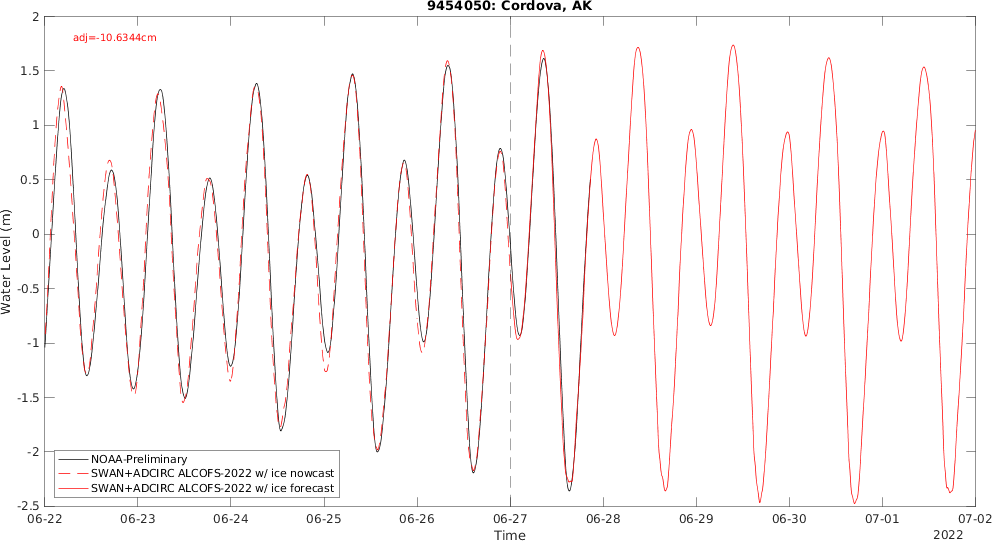 9454050: Cordova, AK
adj=-10.6344cm
2
1.5
1
0.5
0
-0.5
-1
-1.5
-2
-2.5
Water Level (m)
NOAA-Preliminary
SWAN+ADCIRC ALCOFS-2022 w/ ice nowcast
SWAN+ADCIRC ALCOFS-2022 w/ ice forecast
06-22 06-23 06-24 06-25 06-26 06-27 06-28 06-29 06-30 07-01 07-02
Time
2022